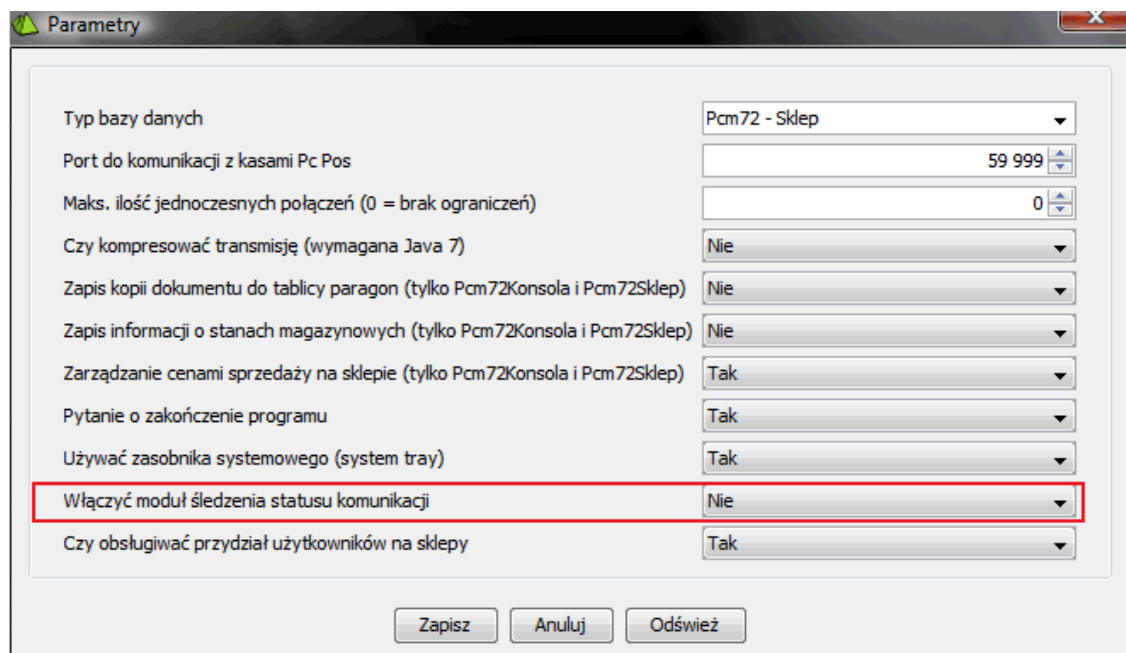 Parametry
Typ bazy danych Pcm72 - Sklep
Port do komunikacji z kasami Pc Pos 59 999
Maks. ilość jednoczesnych połączeń (0 = brak ograniczeń) 0
Czy kompresować transmisję (wymagana Java 7) Nie
Zapis kopii dokumentu do tablicy paragon (tylko Pcm72Konsola i Pcm72Sklep) Nie
Zapis informacji o stanach magazynowych (tylko Pcm72Konsola i Pcm72Sklep) Nie
Zarządzanie cenami sprzedaży na sklepie (tylko Pcm72Konsola i Pcm72Sklep) Tak
Pytanie o zakończenie programu Tak
Używać zasobnika systemowego (system tray) Tak
Włączyć moduł śledzenia statusu komunikacji Nie
Czy obsługiwać przydział użytkowników na sklepy Tak
Zapisz Anuluj Odśwież